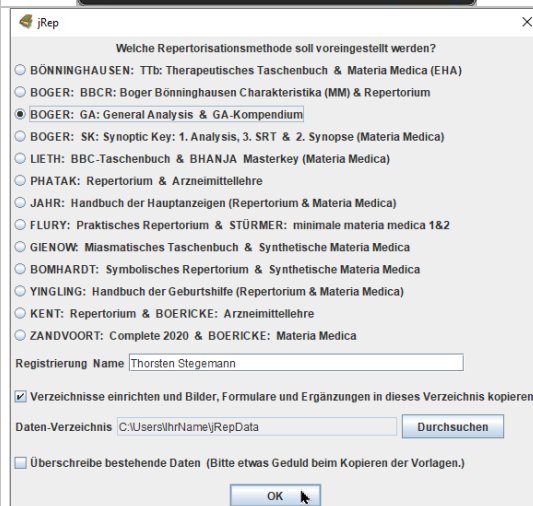 jRep
Welche Repertorisationsmethode soll voreingestellt werden?
BÖNNINGHAUSEN: TTb: Therapeutisches Taschenbuch & Materia Medica (EHA)
BOGER: BBCR: Boger Bönninghausen Charakteristika (MM) & Repertorium
BOGER: GA: General Analysis & GA-Kompendium
BOGER: SK: Synoptic Key: 1. Analysis, 3. SRT & 2. Synopse (Materia Medica)
LIETH: BBC-Taschenbuch & BHANJA Masterkey (Materia Medica)
PHATAK: Repertorium & Arzneimittellehre
JAHR: Handbuch der Hauptanzeigen (Repertorium & Materia Medica)
FLURY: Praktisches Repertorium & STÜRMER: minimale materia medica 1&2
GIENOW: Miasmatisches Taschenbuch & Synthetische Materia Medica
BOMHARDT: Symbolisches Repertorium & Synthetische Materia Medica
YINGLING: Handbuch der Geburtshilfe (Repertorium & Materia Medica)
KENT: Repertorium & BOERICKE: Arzneimittellehre
ZANDVOORT: Complete 2020 & BOERICKE: Materia Medica
Registrierung Name Thorsten Stegemann
Verzeichnisse einrichten und Bilder, Formulare und Ergänzungen in dieses Verzeichnis kopieren
Daten-Verzeichnis C:\Users\IhrName\jRepData Durchsuchen
Überschreibe bestehende Daten (Bitte etwas Geduld beim Kopieren der Vorlagen.)
OK